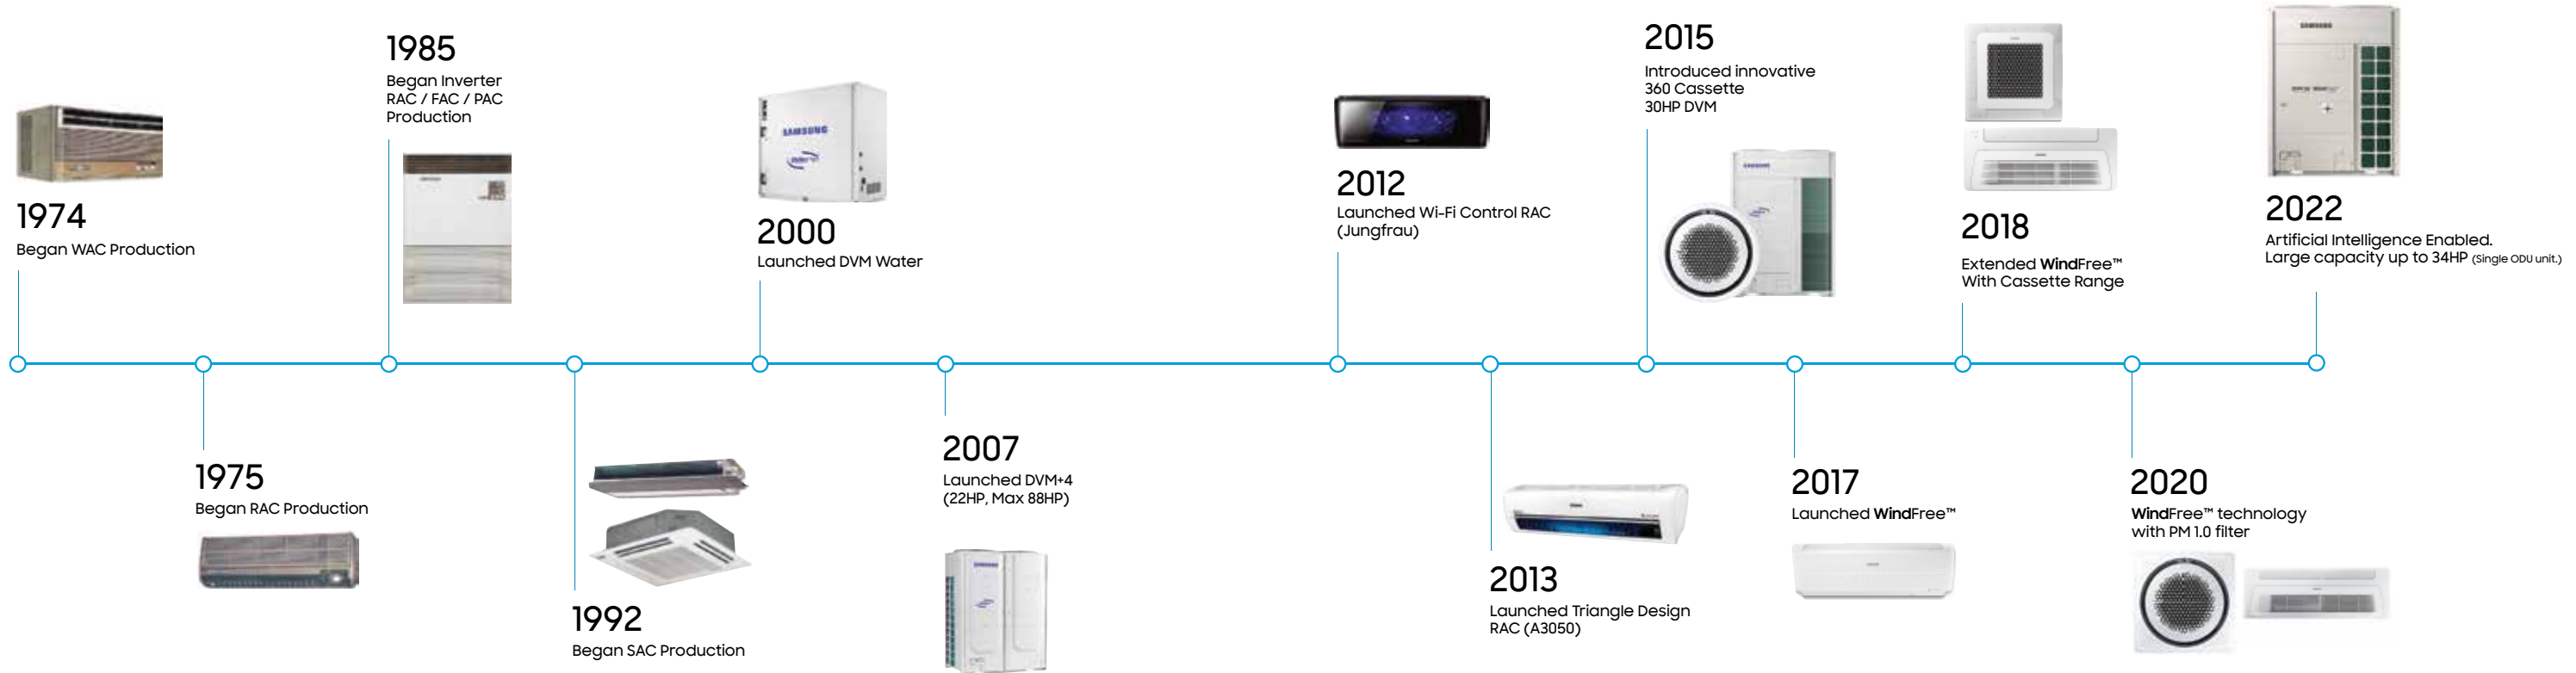 1974
Began WAC Production
1975
Began RAC Production
1985
Began Inverter
RAC / FAC / PAC
Production
1992
Began SAC Production
SAMSUNG
2000
Launched DVM Water
2007
Launched DVM+4
(22HP, Max 88HP)
SAMSUNG
2012
Launched Wi-Fi Control RAC
(Jungfrau)
2013
Launched Triangle Design
RAC (A3050)
2015
Introduced innovative
360 Cassette
30HP DVM
SAMSUNG
2017
Launched WindFree™
2018
Extended WindFree™
With Cassette Range
2020
WindFree™ technology
with PM 1.0 filter
SAMSUNG
2022
Artificial Intelligence Enabled.
Large capacity up to 34HP (Single ODU unit.)